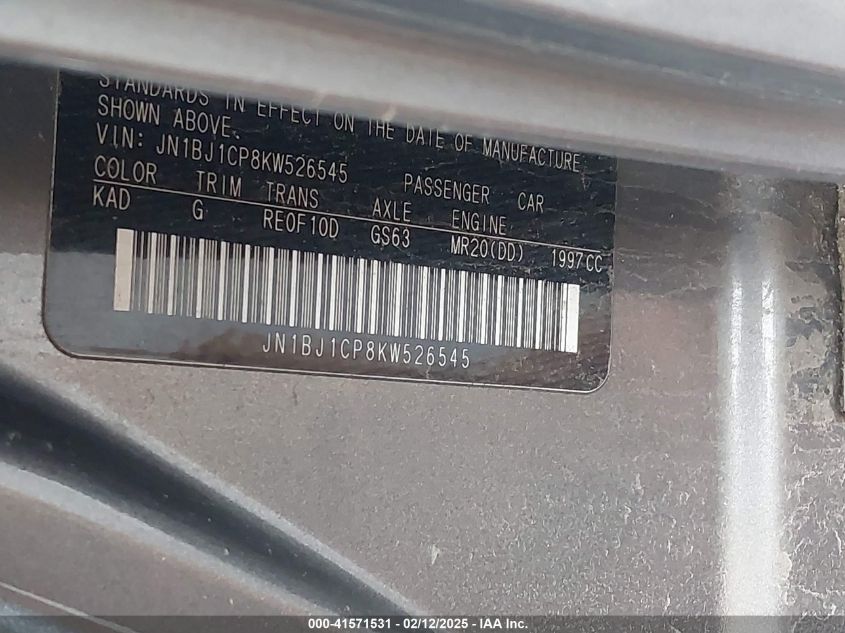 STANDARDS IN EFFECT ON THE DATE OF MANUFACTURE
SHOWN ABOVE.
VIN: JN1BJ1CP8KW526545 PASSENGER CAR
COLOR TRIM TRANS AXLE ENGINE
KAD G RE0F10D GS63 MR20(DD) 1997CC
JN1BJ1CP8KW526545
000-41571531 - 02/12/2025 - IAA Inc.